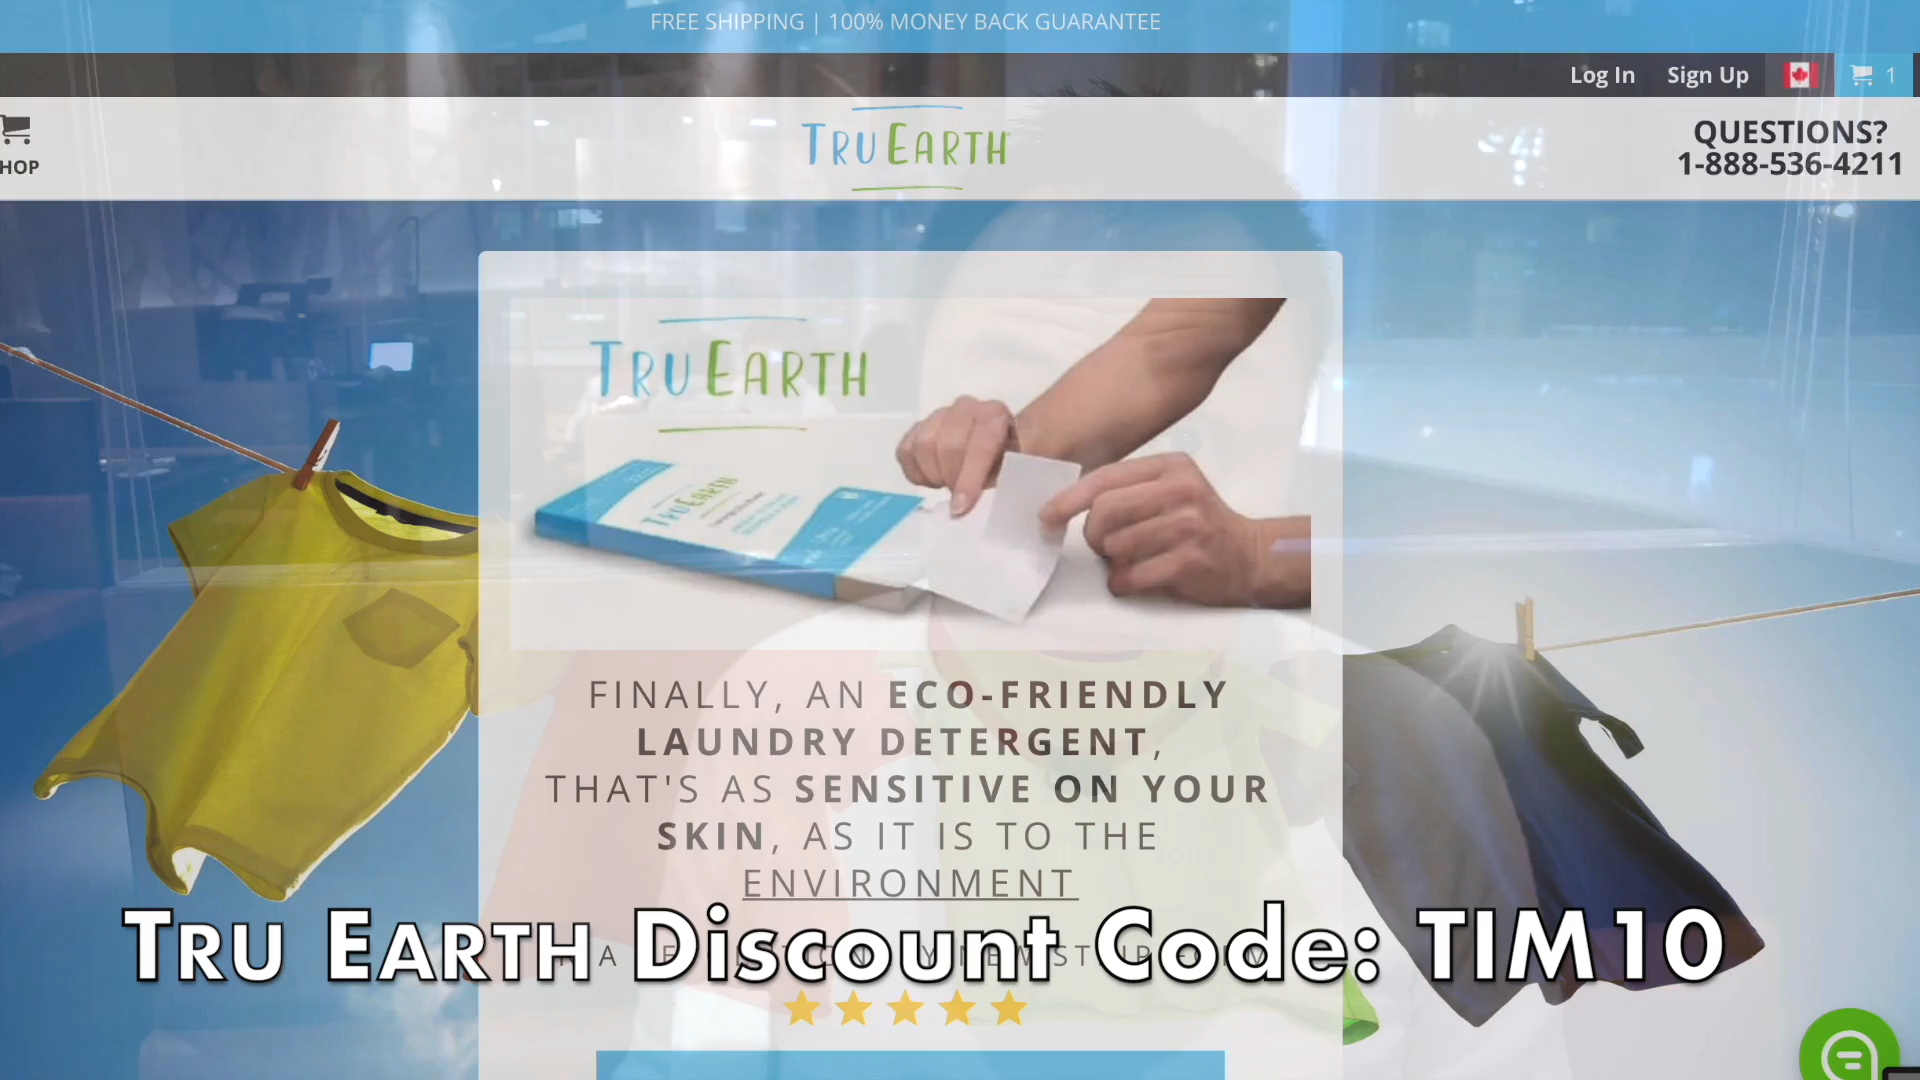 FREE SHIPPING | 100% MONEY BACK GUARANTEE
Log In Sign Up 1
HOP
TRU EARTH
QUESTIONS?
1-888-536-4211
TRU EARTH
TRU EARTH
FINALLY, AN ECO-FRIENDLY
LAUNDRY DETERGENT,
THAT'S AS SENSITIVE ON YOUR
SKIN, AS IT IS TO THE
ENVIRONMENT
TRU EARTH Discount Code: TIM10